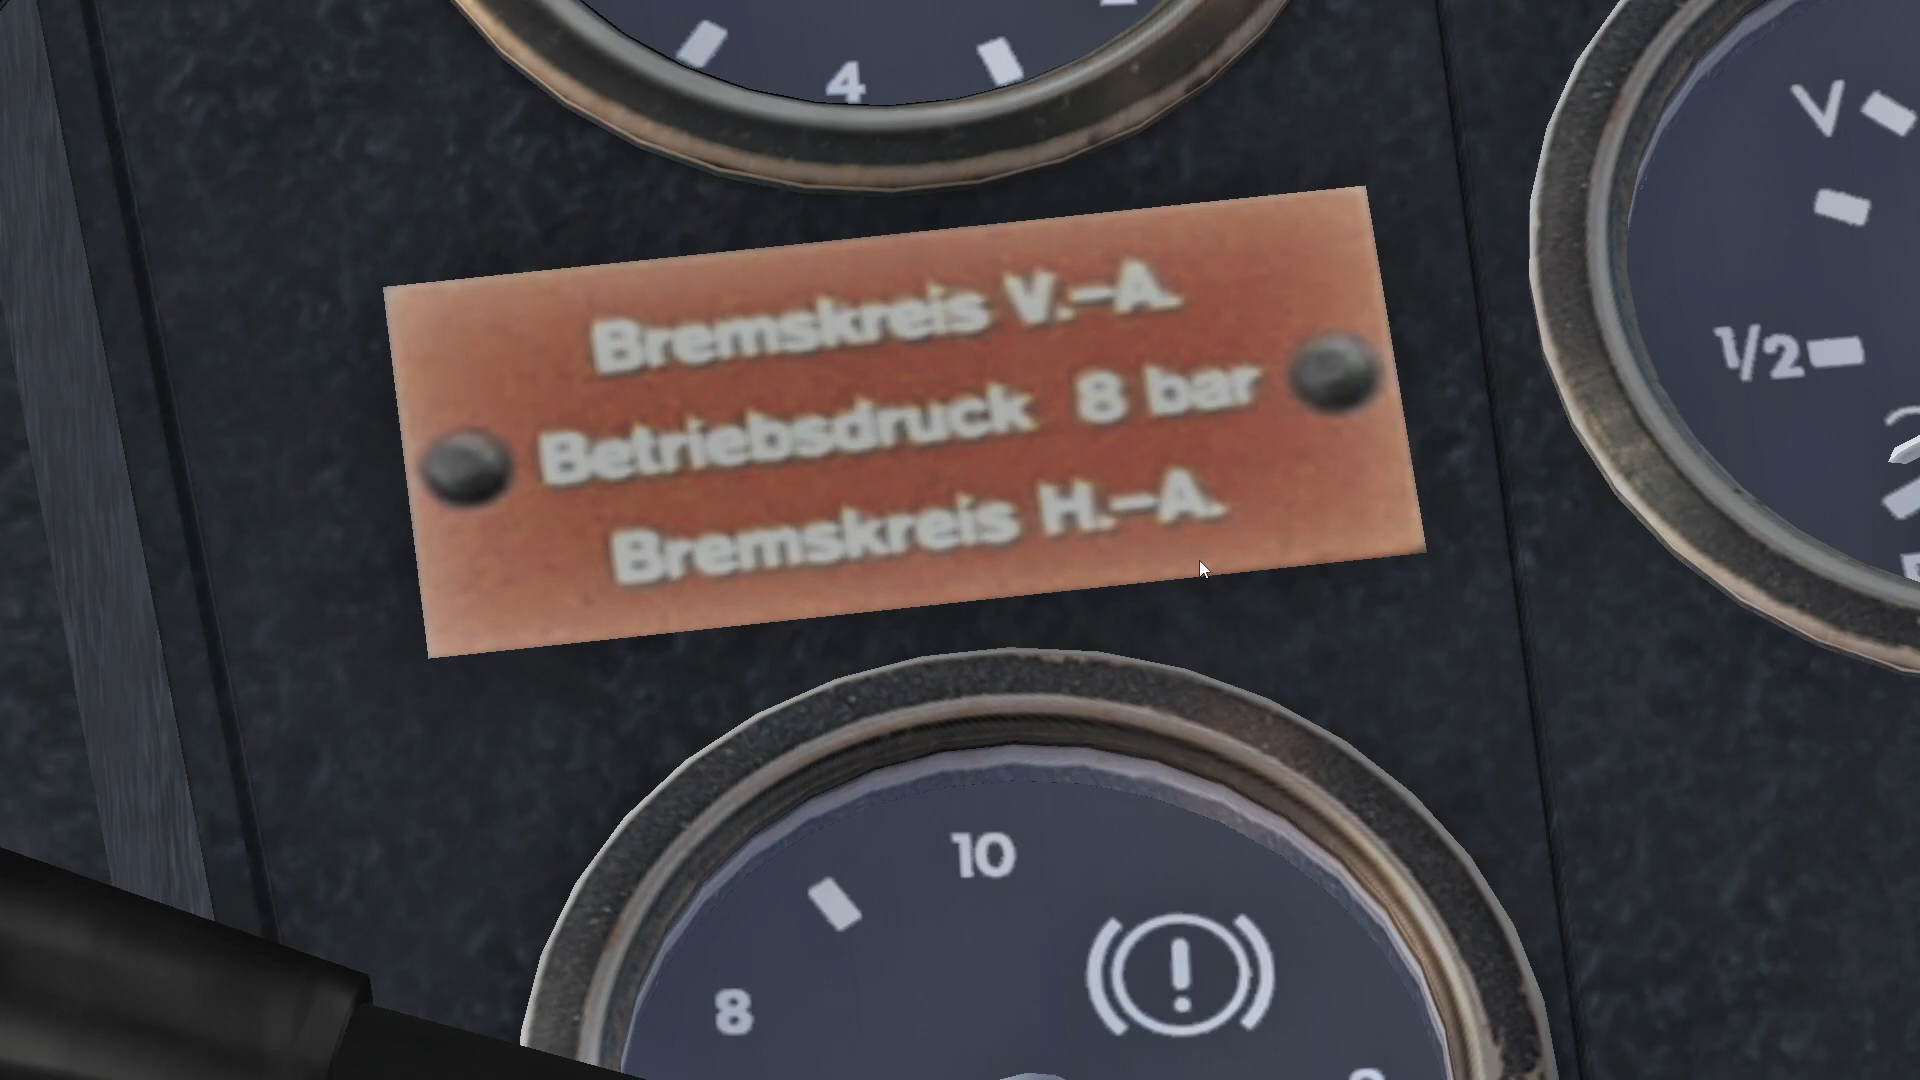 4
V
1/2
Bremskreis V.–A.
Betriebsdruck 8 bar
Bremskreis H.–A.
10
8